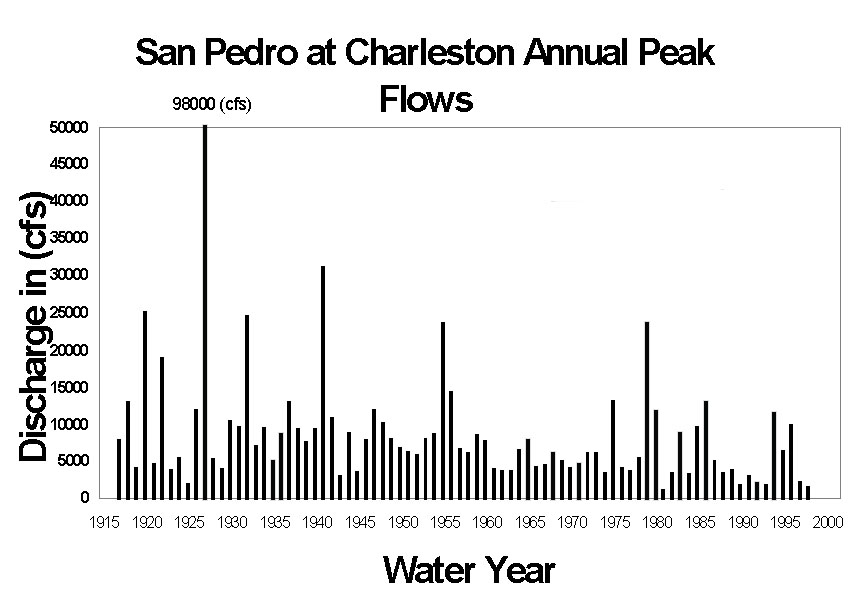 San Pedro at Charleston Annual Peak
Flows
98000 (cfs)
Discharge in (cfs)
50000
45000
40000
35000
30000
25000
20000
15000
10000
5000
0
1915 1920 1925 1930 1935 1940 1945 1950 1955 1960 1965 1970 1975 1980 1985 1990 1995 2000
Water Year